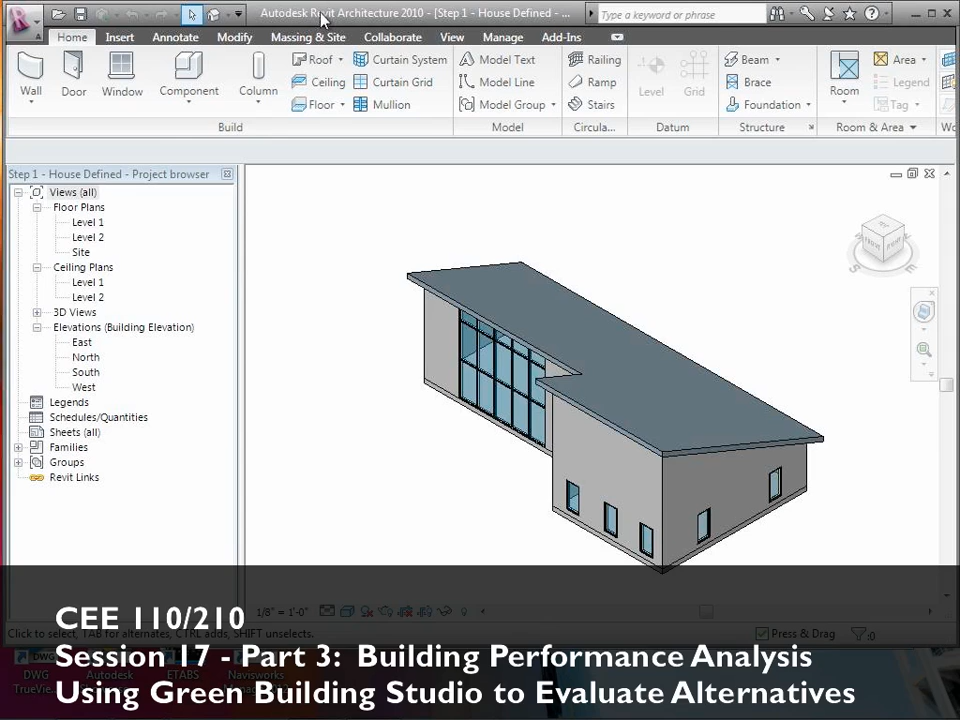 Autodesk Revit Architecture 2010 - [Step 1 - House Defined - ...
Type a keyword or phrase
Home Insert Annotate Modify Massing & Site Collaborate View Manage Add-Ins
Wall Door Window Component Column
Roof Curtain System
Ceiling Curtain Grid
Floor Mullion
Build
Model Text
Model Line
Model Group
Model
Railing
Ramp
Stairs
Circula...
Level Grid
Datum
Beam
Brace
Foundation
Structure
Room
Area
Legend
Tag
Room & Area
Wo
Step 1 - House Defined - Project browser
Views (all)
Floor Plans
Level 1
Level 2
Site
Ceiling Plans
Level 1
Level 2
3D Views
Elevations (Building Elevation)
East
North
South
West
Legends
Schedules/Quantities
Sheets (all)
Families
Groups
Revit Links
S E
1/8" = 1'-0"
Click to select, TAB for alternates, CTRL adds, SHIFT unselects.
Press & Drag
:0
CEE 110/210
Session 17 - Part 3: Building Performance Analysis
Using Green Building Studio to Evaluate Alternatives
DWG
TrueVie...
ETABS
Navisworks